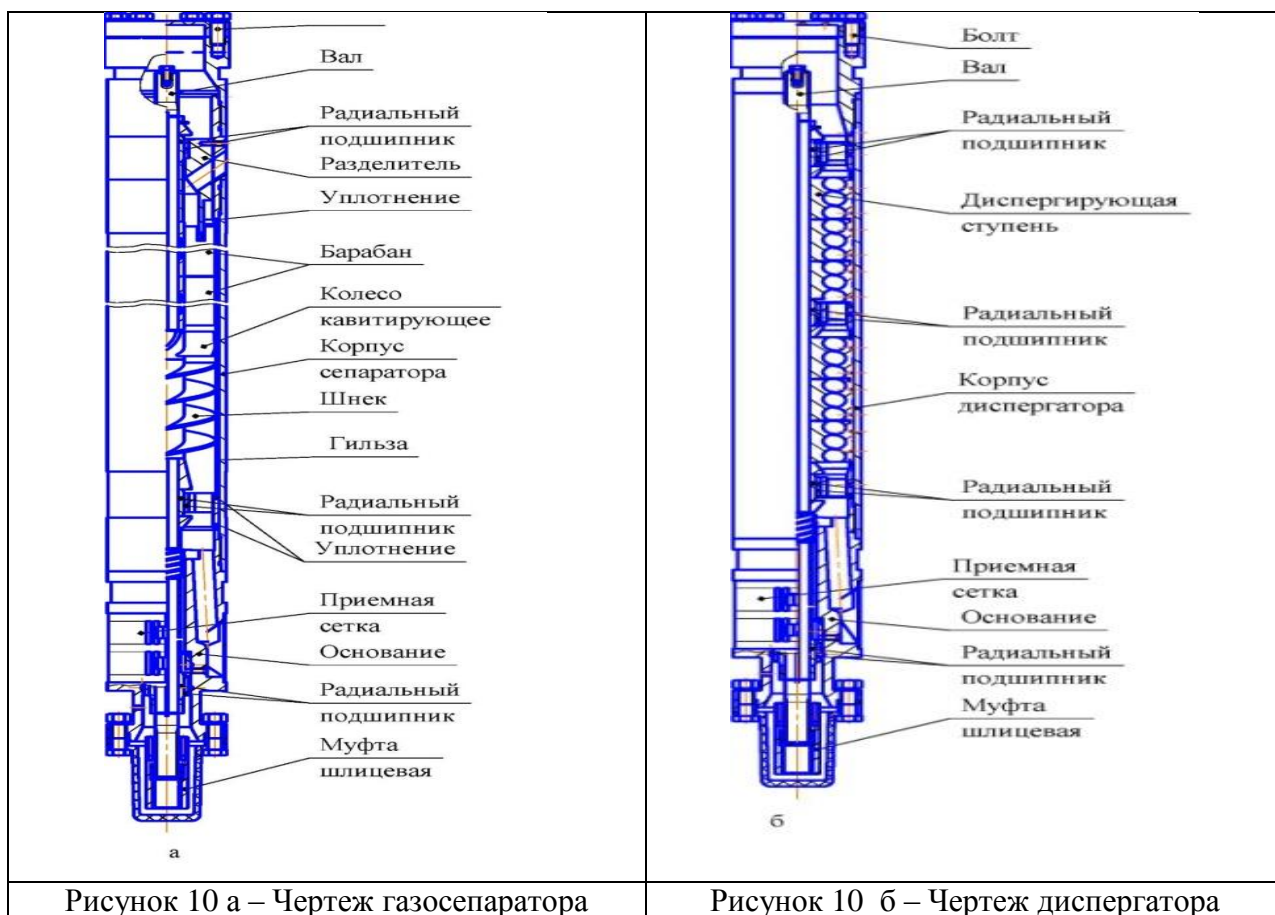 Вал
Радиальный
подшипник
Разделитель
Уплотнение
Барабан
Колесо
кавитирующее
Корпус
сепаратора
Шнек
Гильза
Радиальный
подшипник
Уплотнение
Приемная
сетка
Основание
Радиальный
подшипник
Муфта
шлицевая
а
Рисунок 10 а – Чертеж газосепаратора
Болт
Вал
Радиальный
подшипник
Диспергирующая
ступень
Радиальный
подшипник
Корпус
диспергатора
Радиальный
подшипник
Приемная
сетка
Основание
Радиальный
подшипник
Муфта
шлицевая
б
Рисунок 10 б – Чертеж диспергатора